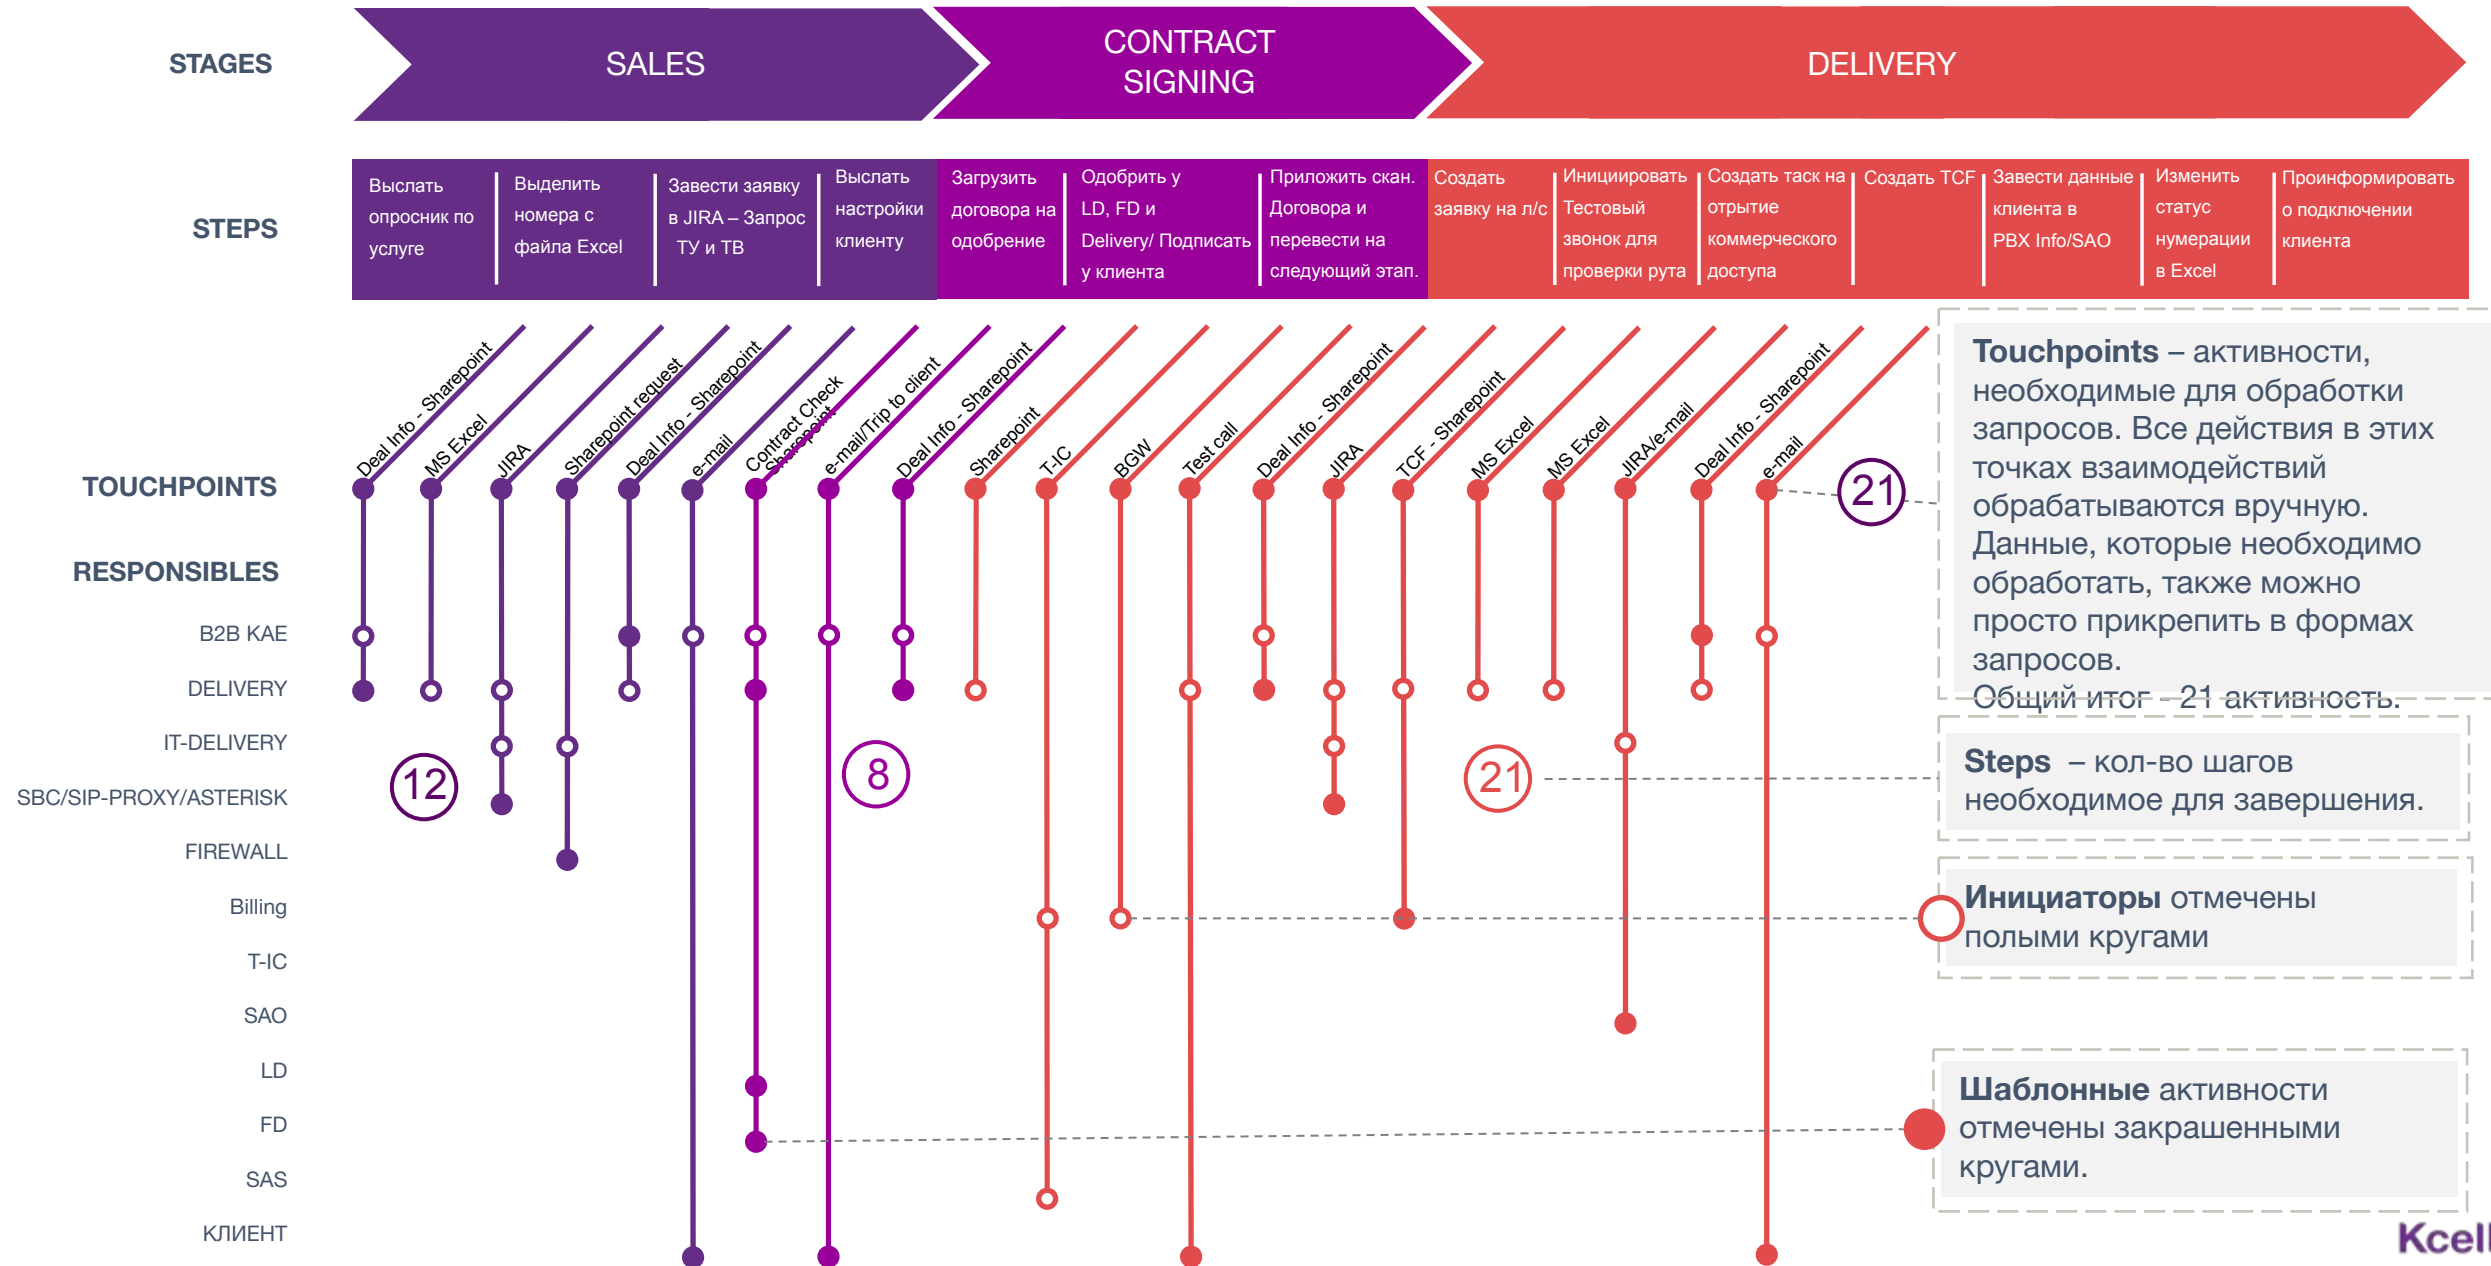 STAGES
SALES
CONTRACT
SIGNING
DELIVERY
STEPS
Выслать
опросник по
услуге
Выделить
номера с
файла Excel
Завести заявку
в JIRA – Запрос
ТУ и ТВ
Выслать
настройки
клиенту
Загрузить
договора на
одобрение
Одобрить у
LD, FD и
Delivery/ Подписать
у клиента
Приложить скан.
Договора и
перевести на
следующий этап.
Создать
заявку на л/с
Инициировать
Тестовый
звонок для
проверки рута
Создать таск на
отрытие
коммерческого
доступа
Создать TCF
Завести данные
клиента в
PBX Info/SAO
Изменить
статус
нумерации
в Excel
Проинформировать
о подключении
клиента
TOUCHPOINTS
Deal Info - Sharepoint
MS Excel
JIRA
Sharepoint request
Deal Info - Sharepoint
e-mail
Contract Check
Sharepoint
e-mail/Trip to client
Deal Info - Sharepoint
Sharepoint
T-IC
BGW
Test call
Deal Info - Sharepoint
JIRA
TCF - Sharepoint
MS Excel
MS Excel
JIRA/e-mail
Deal Info - Sharepoint
e-mail
21
RESPONSIBLES
B2B KAE
DELIVERY
IT-DELIVERY
SBC/SIP-PROXY/ASTERISK
FIREWALL
Billing
T-IC
SAO
LD
FD
SAS
КЛИЕНТ
12
8
21
Touchpoints – активности,
необходимые для обработки
запросов. Все действия в этих
точках взаимодействий
обрабатываются вручную.
Данные, которые необходимо
обработать, также можно
просто прикрепить в формах
запросов.
Общий итог - 21 активность.
Steps – кол-во шагов
необходимое для завершения.
Инициаторы отмечены
полыми кругами
Шаблонные активности
отмечены закрашенными
кругами.
Kcell